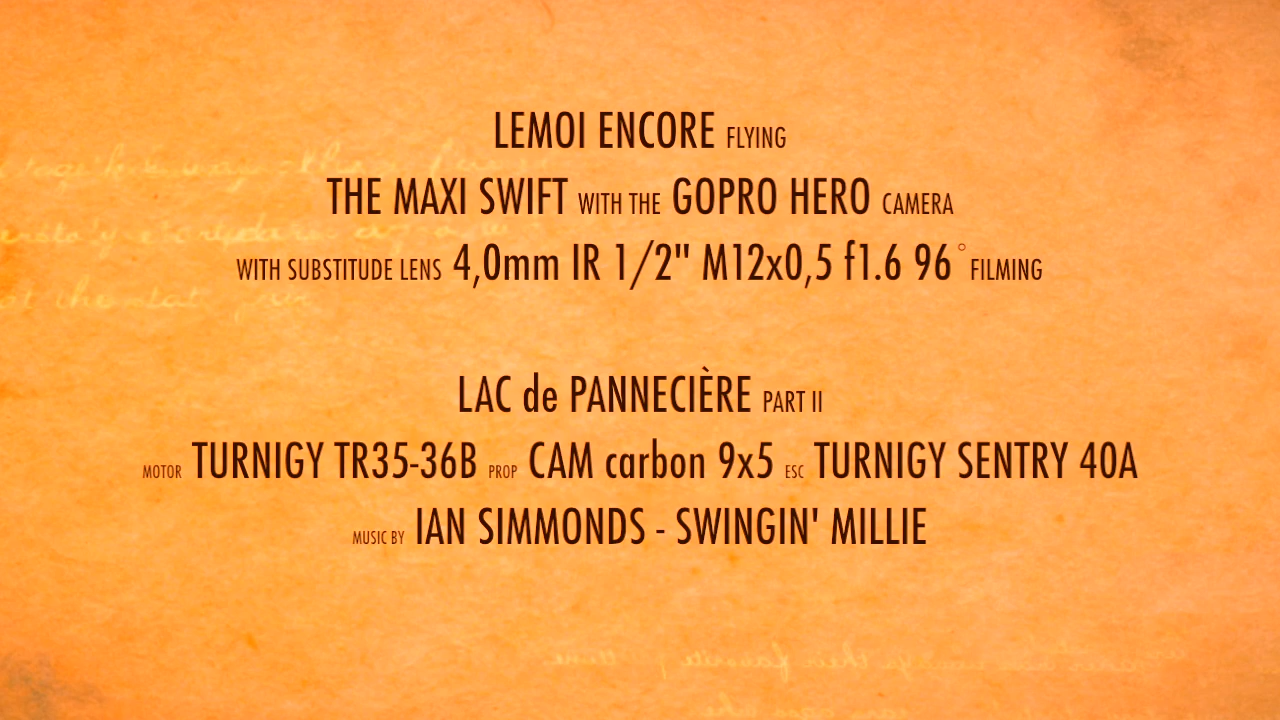 LEMOI ENCORE FLYING
THE MAXI SWIFT WITH THE GOPRO HERO CAMERA
WITH SUBSTITUDE LENS 4,0mm IR 1/2" M12x0,5 f1.6 96° FILMING
LAC de PANNECIÈRE PART II
MOTOR TURNIGY TR35-36B PROP CAM carbon 9x5 ESC TURNIGY SENTRY 40A
MUSIC BY IAN SIMMONDS - SWINGIN' MILLIE